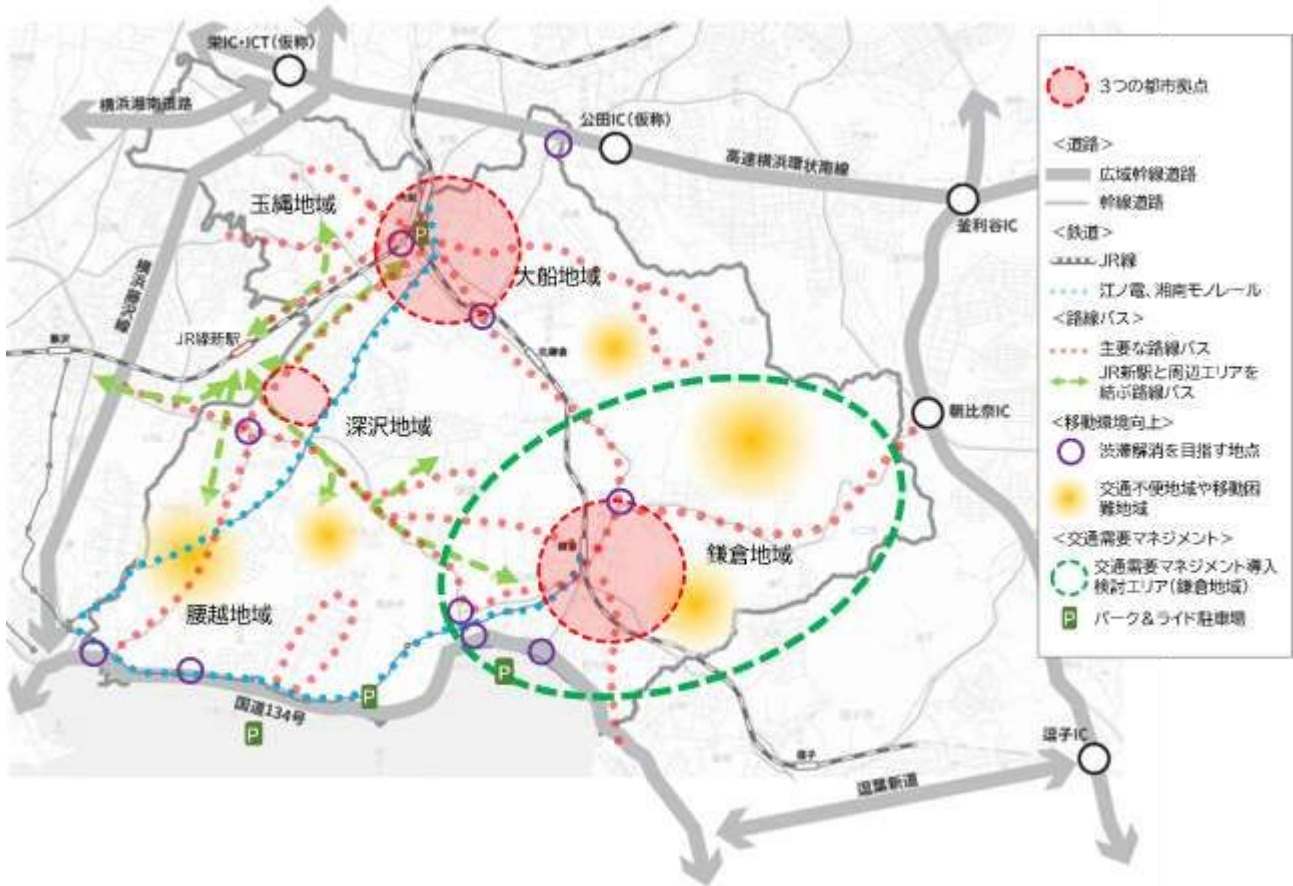 栄IC・ICT(仮称)
横浜湘南道路
公田IC(仮称)
高速横浜環状南線
釜利谷IC
玉縄地域
P
大船地域
横浜藤沢線
JR線新駅
藤沢
北鎌倉
深沢地域
朝比奈IC
鎌倉
鎌倉地域
腰越地域
P
P
国道134号
P
逗子
逗子IC
逗葉新道
3つの都市拠点
<道路>
広域幹線道路
幹線道路
<鉄道>
JR線
江ノ電、湘南モノレール
<路線バス>
主要な路線バス
JR新駅と周辺エリアを
結ぶ路線バス
<移動環境向上>
渋滞解消を目指す地点
交通不便地域や移動困
難地域
<交通需要マネジメント>
交通需要マネジメント導入
検討エリア(鎌倉地域)
P パーク&ライド駐車場